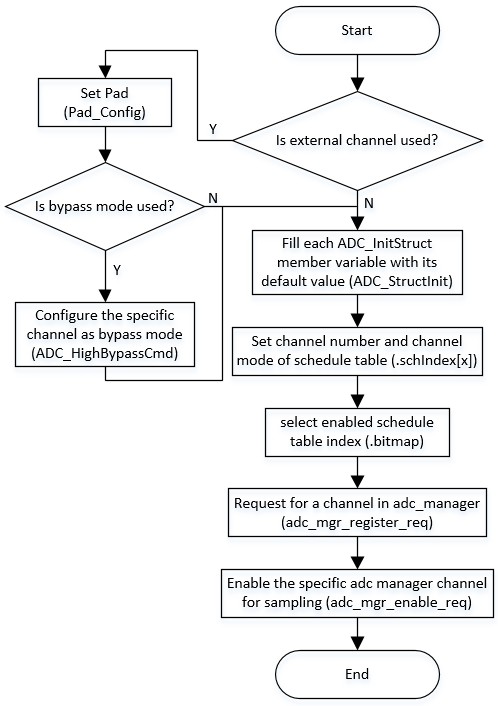 Start
Is external channel used?
Y
N
Set Pad
(Pad_Config)
Is bypass mode used?
N
Y
Configure the specific
channel as bypass mode
(ADC_HighBypassCmd)
Fill each ADC_InitStruct
member variable with its
default value (ADC_StructInit)
Set channel number and channel
mode of schedule table (.schIndex[x])
select enabled schedule
table index (.bitmap)
Request for a channel in adc_manager
(adc_mgr_register_req)
Enable the specific adc manager channel
for sampling (adc_mgr_enable_req)
End